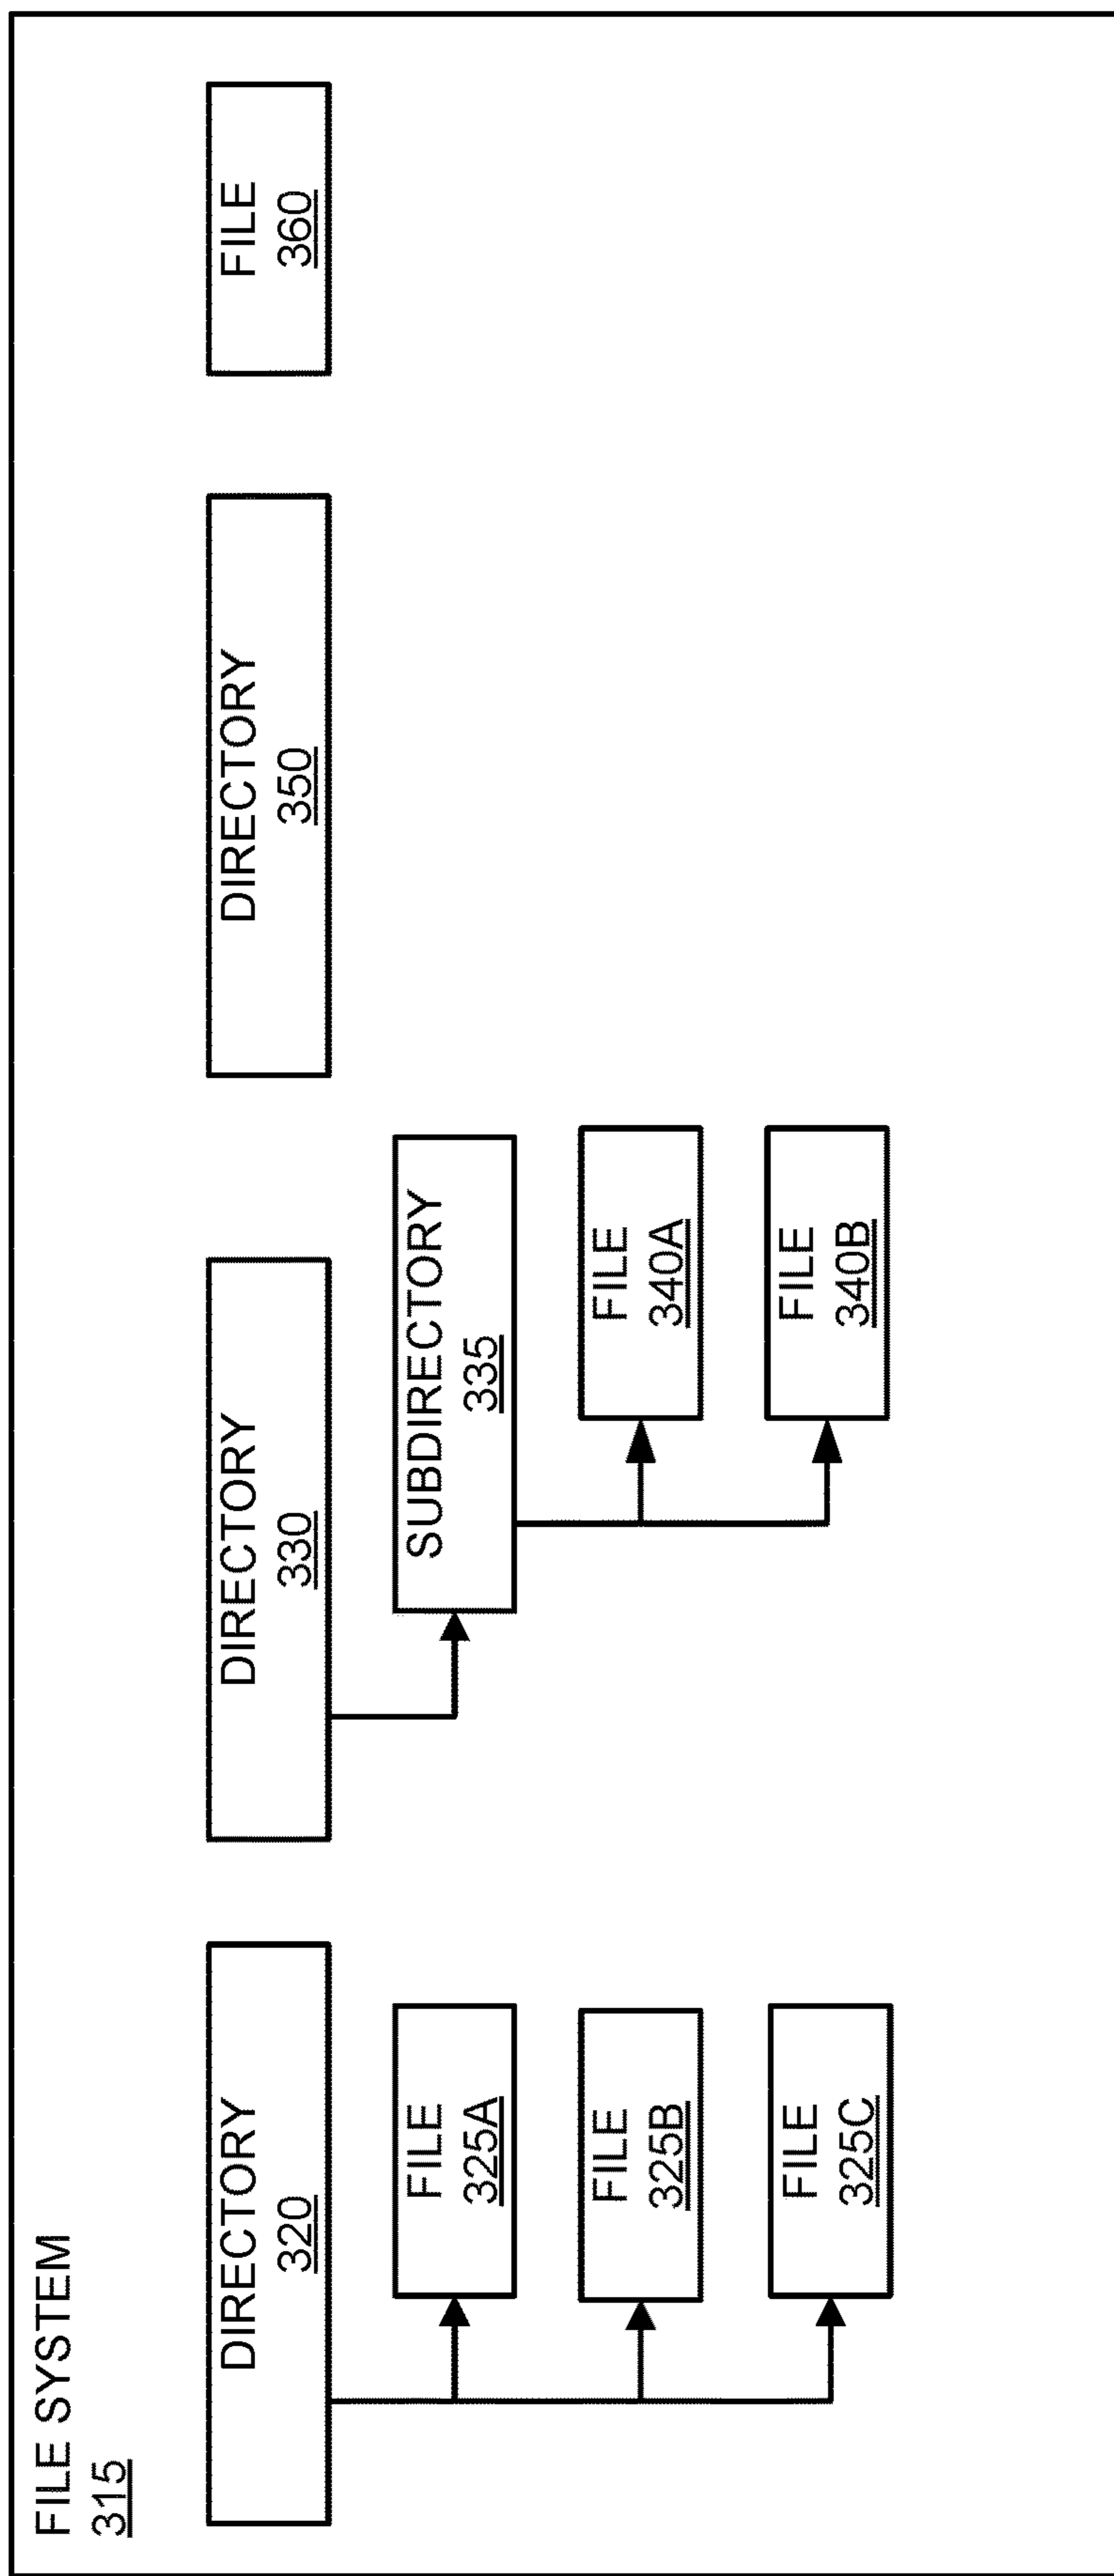 FILE SYSTEM
315
DIRECTORY
320
FILE
325A
FILE
325B
FILE
325C
DIRECTORY
330
SUBDIRECTORY
335
FILE
340A
FILE
340B
DIRECTORY
350
FILE
360